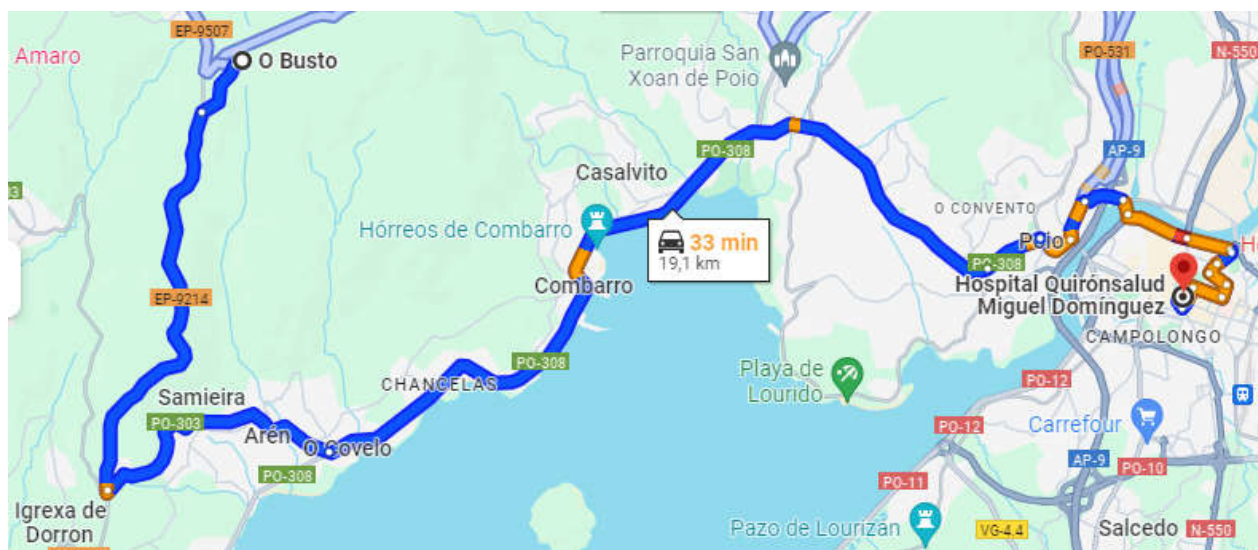 EP-9507
PO-531
N-550
Amaro
O Busto
Parroquia San
Xoan de Poio
PO-308
AP-9
Casalvito
O CONVENTO
Hórreos de Combarro
33 min
19,1 km
Poio
PO-308
Combarro
Hospital Quirónsalud
Miguel Domínguez
EP-9214
CAMPOLONGO
PO-308
CHANCELAS
Playa de
Lourido
PO-12
Samieira
PO-303
Arén
O Covelo
Carrefour
PO-12
PO-308
AP-9
PO-10
PO-11
Igrexa de
Dorron
Pazo de Lourizán
VG-4.4
Salcedo
N-550